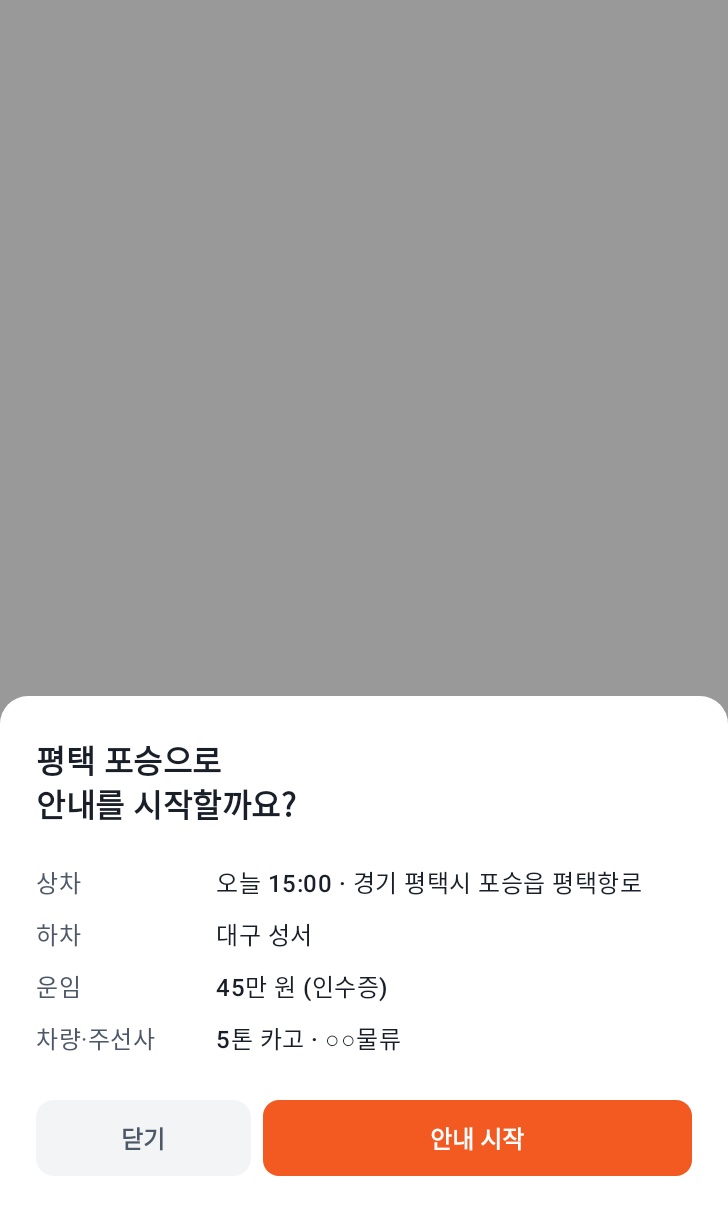 평택 포승으로
안내를 시작할까요?
상차 오늘 15:00 · 경기 평택시 포승읍 평택항로
하차 대구 성서
운임 45만 원 (인수증)
차량·주선사 5톤 카고 · ○○물류
닫기 안내 시작